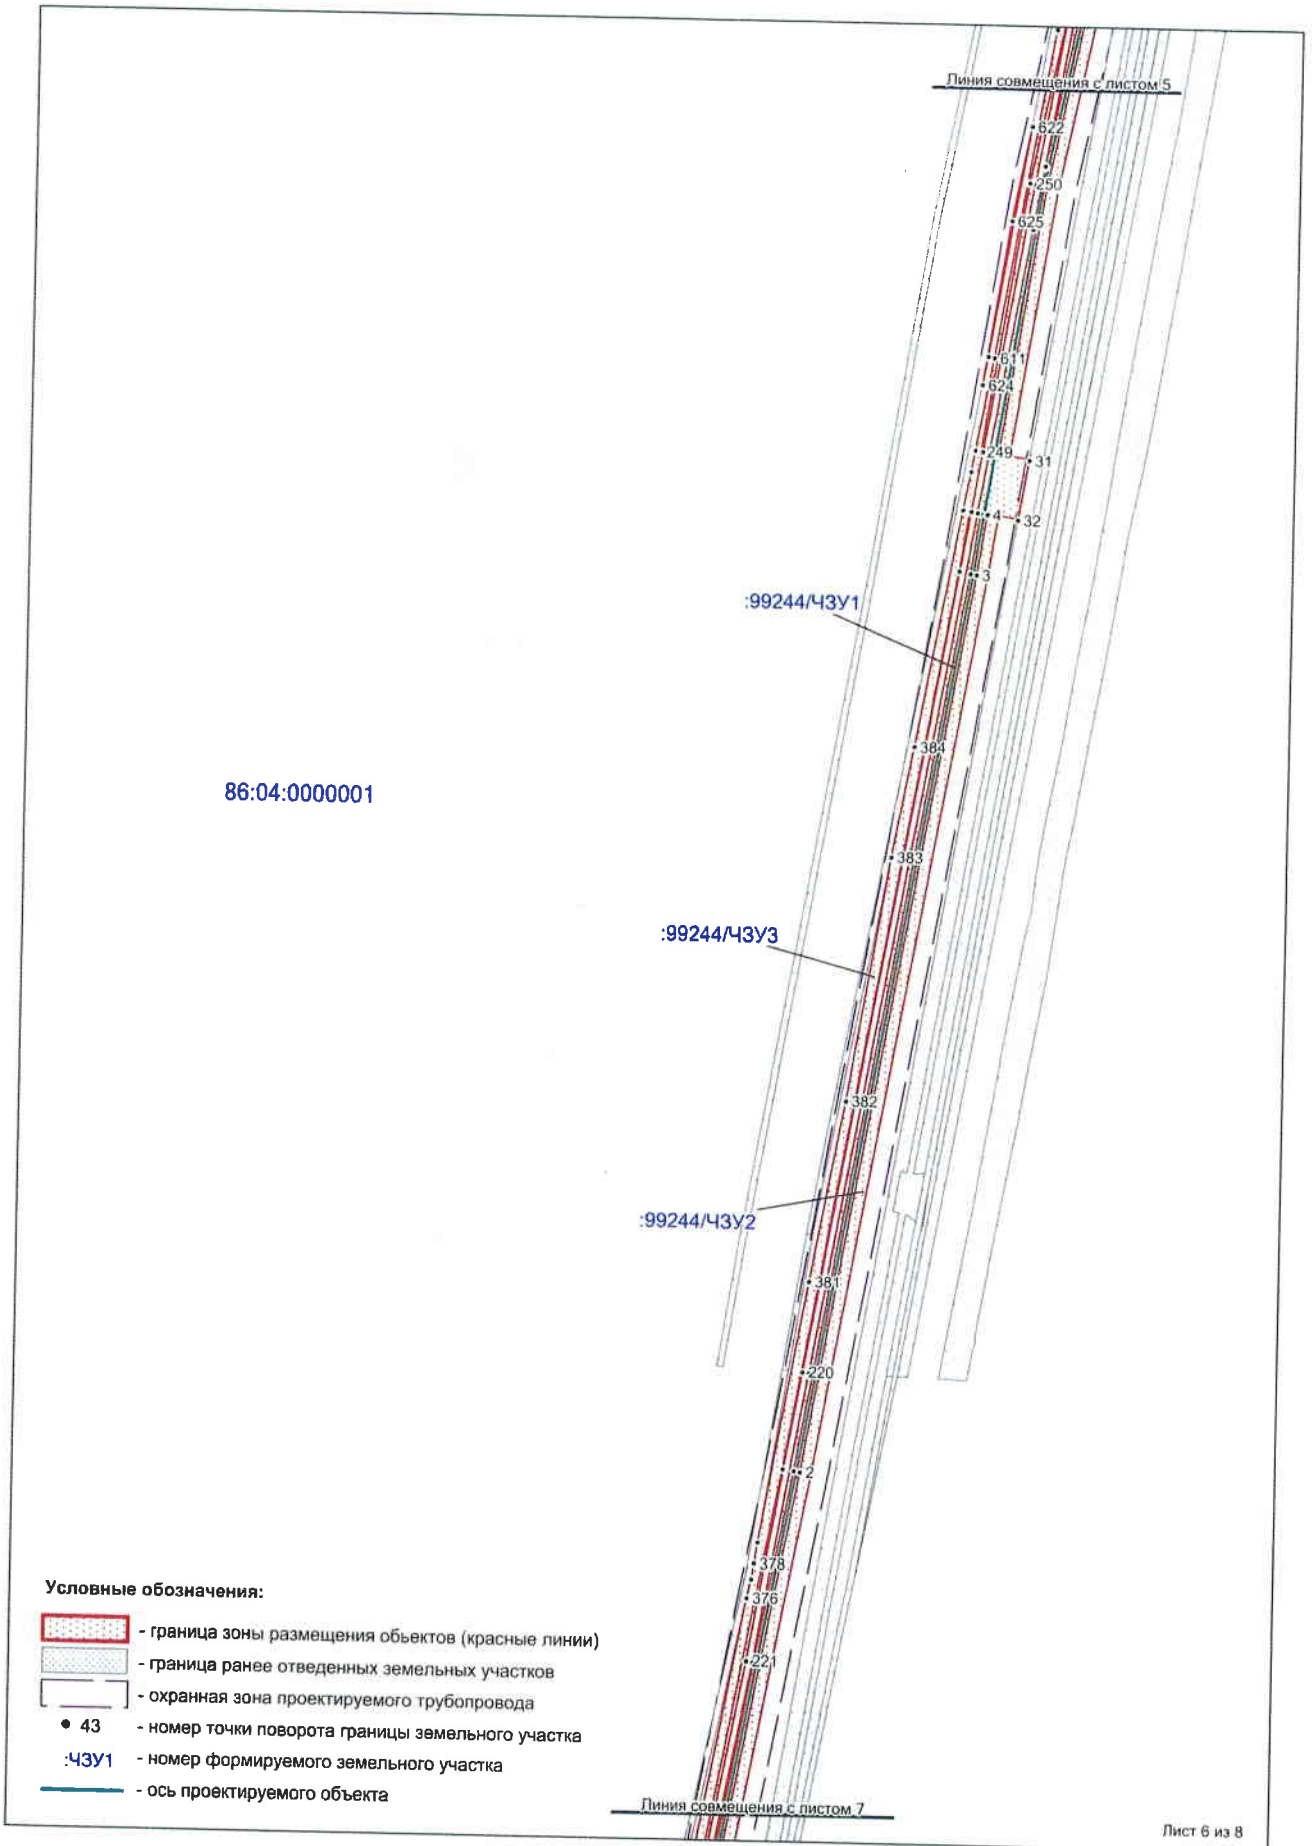 Линия совмещения с листом 5
622
250
625
611
624
249
31
4
32
3
:99244/ЧЗУ1
384
86:04:0000001
383
:99244/ЧЗУ3
382
:99244/ЧЗУ2
381
220
2
378
376
221
Условные обозначения:
- граница зоны размещения обьектов (красные линии)
- граница ранее отведенных земельных участков
- охранная зона проектируемого трубопровода
43 - номер точки поворота границы земельного участка
:ЧЗУ1 - номер формируемого земельного участка
- ось проектируемого объекта
Линия совмещения с листом 7
Лист 6 из 8